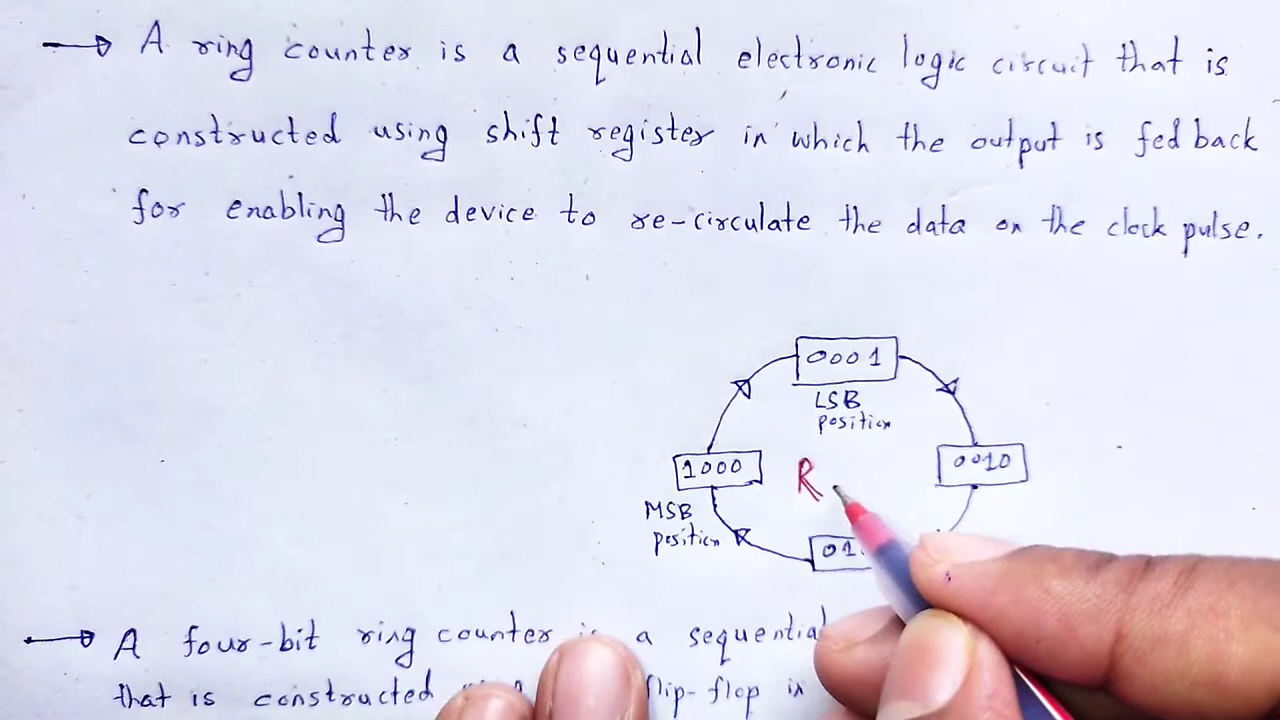 → A ring counter is a sequential electronic logic circuit that is
constructed using shift register in which the output is fed back
for enabling the device to re-circulate the data on the clock pulse.
0001
LSB
position
1000
0010
R
MSB
position
01
→ A four-bit ring counter is a sequential
that is constructed flip-flop in